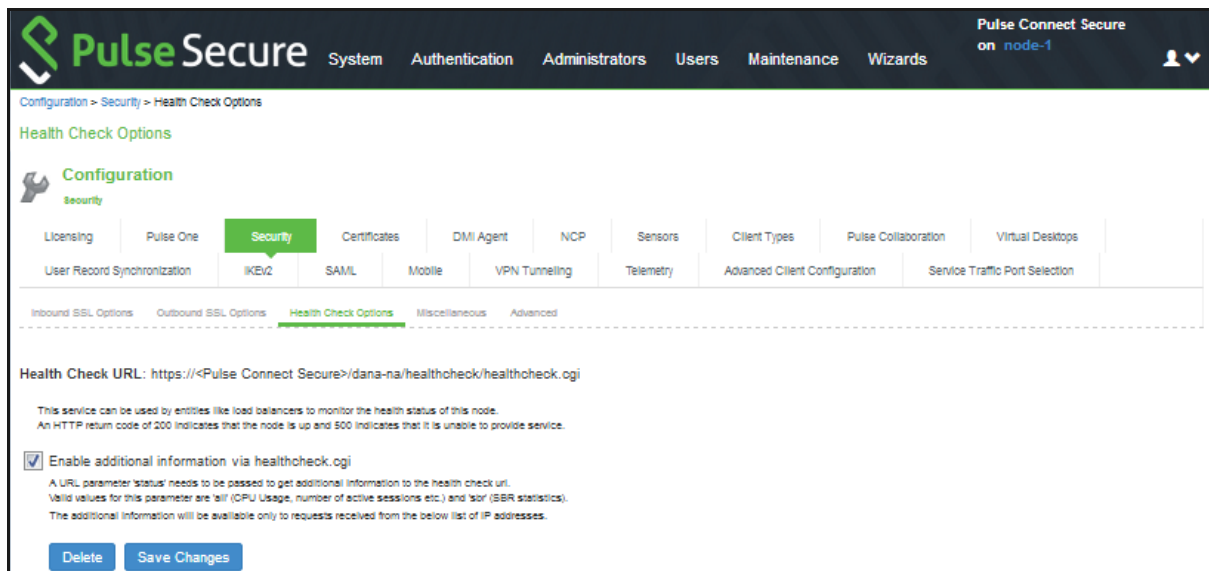 Pulse Secure
System Authentication Administrators Users Maintenance Wizards
Pulse Connect Secure
on node-1
Configuration > Security > Health Check Options
Health Check Options
Configuration
Security
Licensing Pulse One Security Certificates DMI Agent NCP Sensors Client Types Pulse Collaboration Virtual Desktops
User Record Synchronization IKEv2 SAML Mobile VPN Tunneling Telemetry Advanced Client Configuration Service Traffic Port Selection
Inbound SSL Options Outbound SSL Options Health Check Options Miscellaneous Advanced
Health Check URL: https://<Pulse Connect Secure>/dana-na/healthcheck/healthcheck.cgi
This service can be used by entities like load balancers to monitor the health status of this node.
An HTTP return code of 200 indicates that the node is up and 500 indicates that it is unable to provide service.
Enable additional information via healthcheck.cgi
A URL parameter 'status' needs to be passed to get additional information to the health check url.
Valid values for this parameter are 'all' (CPU Usage, number of active sessions etc.) and 'sbr' (SBR statistics).
The additional information will be available only to requests received from the below list of IP addresses.
Delete Save Changes